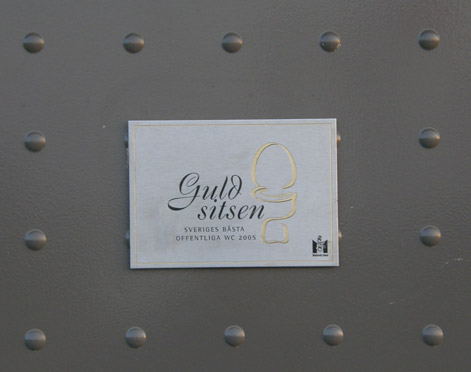 Guld
sitsen
SVERIGES BÄSTA
OFFENTLIGA WC 2005